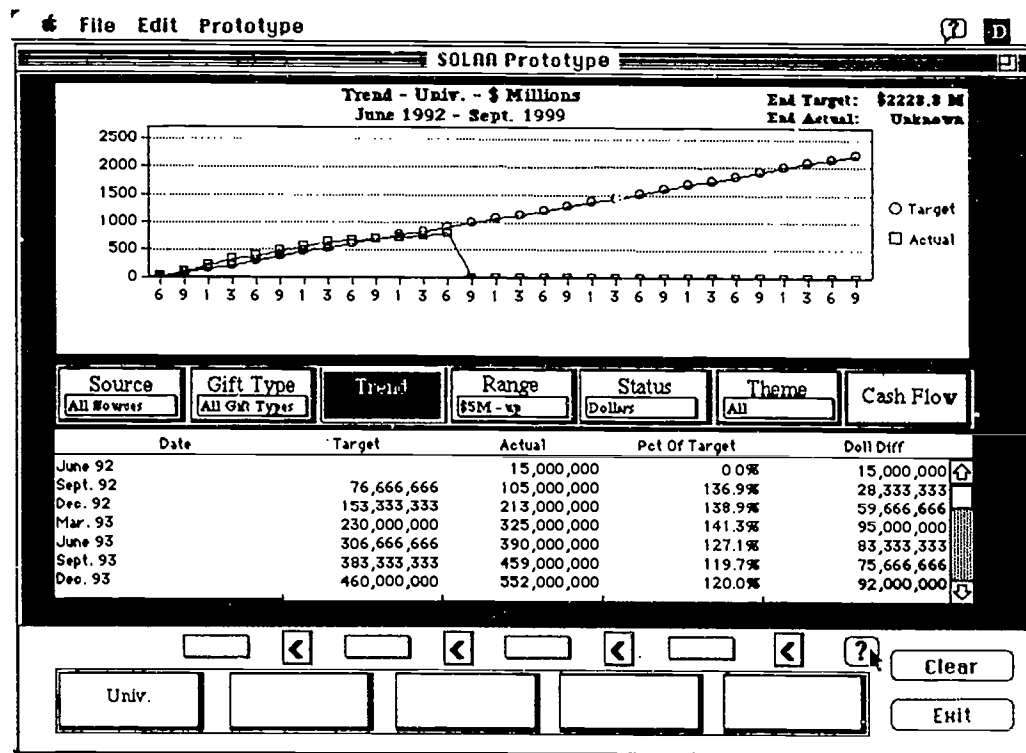 File Edit Prototype ? D
SOLAR Prototype
Trend - Univ. - $ Millions
June 1992 - Sept. 1999
End Target: $2228.8 M
End Actual: Unknown
2500
2000
1500
1000
500
0
6 9 1 3 6 9 1 3 6 9 1 3 6 9 1 3 6 9 1 3 6 9 1 3 6 9 1 3 6 9
Target
Actual
Source Gift Type Trend Range Status Theme Cash Flow
All Sources All Gift Types $5M - up Dollars All
Date Target Actual Pct Of Target Doll Diff
June 92 15,000,000 0.0% 15,000,000
Sept. 92 76,666,666 105,000,000 136.9% 28,333,333
Dec. 92 153,333,333 213,000,000 138.9% 59,666,666
Mar. 93 230,000,000 325,000,000 141.3% 95,000,000
June 93 306,666,666 390,000,000 127.1% 83,333,333
Sept. 93 383,333,333 459,000,000 119.7% 75,666,666
Dec. 93 460,000,000 552,000,000 120.0% 92,000,000
< < < < ?
Clear
Univ.
Exit